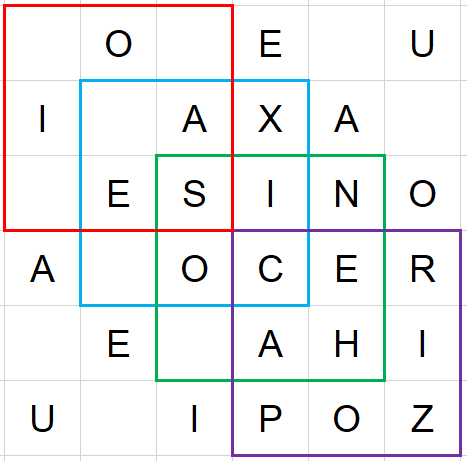 O E U
I A X A
E S I N O
A O C E R
E A H I
U I P O Z